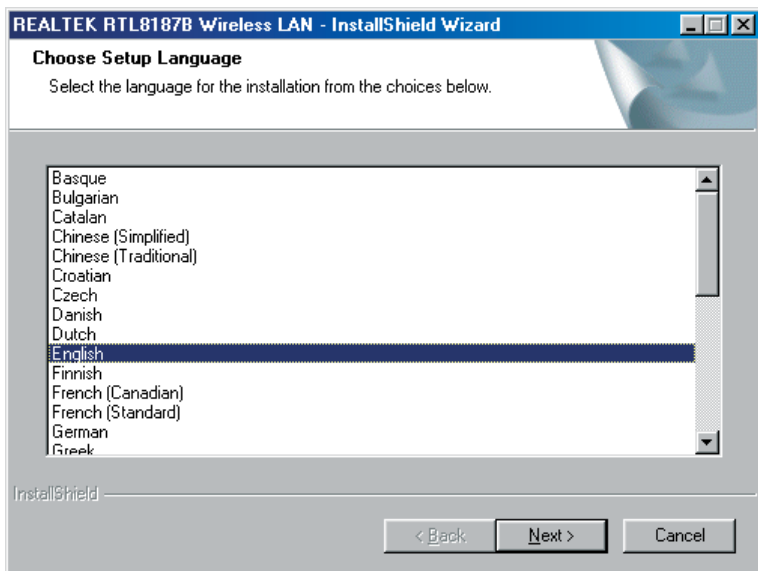 REALTEK RTL8187B Wireless LAN - InstallShield Wizard
Choose Setup Language
Select the language for the installation from the choices below.
Basque
Bulgarian
Catalan
Chinese (Simplified)
Chinese (Traditional)
Croatian
Czech
Danish
Dutch
English
Finnish
French (Canadian)
French (Standard)
German
Greek
InstallShield
< Back
Next >
Cancel